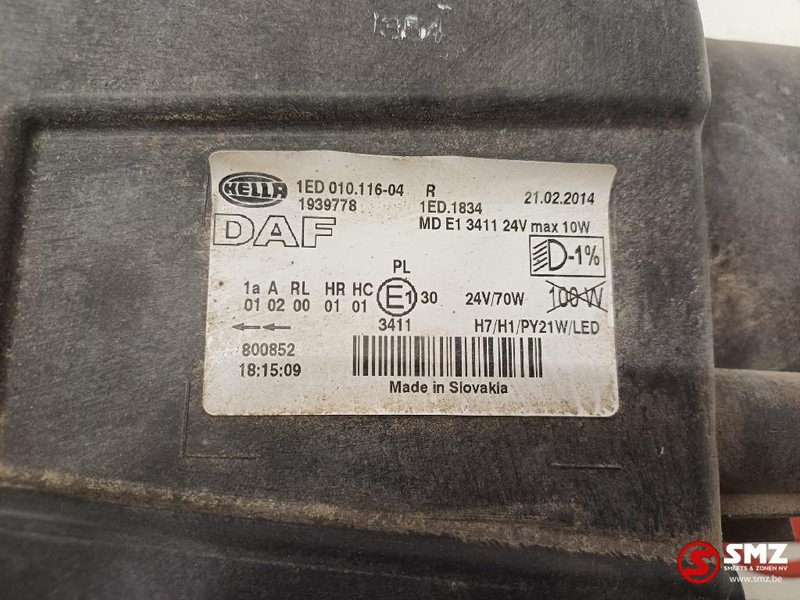 HELLA 1ED 010.116-04 R 21.02.2014
1939778 1ED.1834
DAF MD E1 3411 24V max 10W
D-1%
PL
1a A RL HR HC E1 30 24V/70W 100 W
01 02 00 01 01
3411 H7/H1/PY21W/LED
800852
18:15:09
Made in Slovakia
SMZ
SMETS & ZONEN NV
www.smz.be